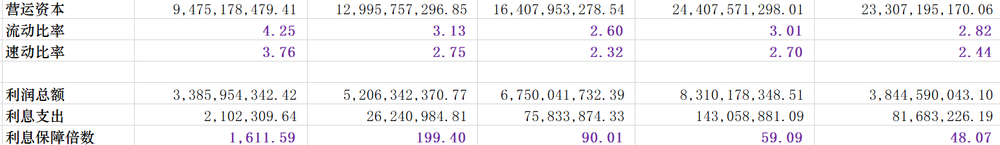 营运资本 9,475,178,479.41 12,995,757,296.85 16,407,953,278.54 24,407,571,298.01 23,307,195,170.06
流动比率 4.25 3.13 2.60 3.01 2.82
速动比率 3.76 2.75 2.32 2.70 2.44
利润总额 3,385,954,342.42 5,206,342,370.77 6,750,041,732.39 8,310,178,348.51 3,844,590,043.10
利息支出 2,102,309.64 26,240,984.81 75,833,874.33 143,058,881.09 81,683,226.19
利息保障倍数 1,611.59 199.40 90.01 59.09 48.07